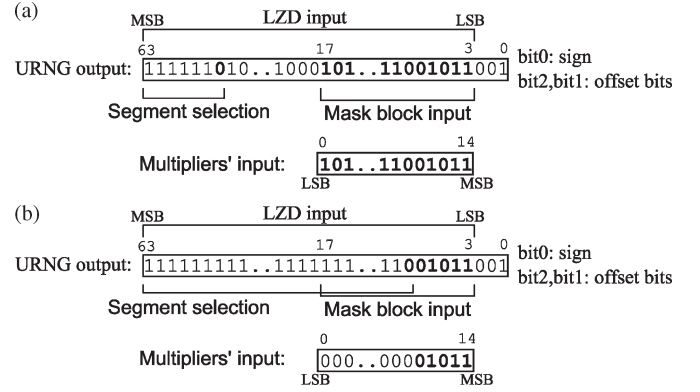 (a)
MSB LZD input LSB
63 17 3 0
URNG output: 111111010..1000101..11001011001 bit0: sign
bit2,bit1: offset bits
Segment selection Mask block input
0 14
Multipliers' input: 101..11001011
LSB MSB
(b)
MSB LZD input LSB
63 17 3 0
URNG output: 111111111..1111111..11001011001 bit0: sign
bit2,bit1: offset bits
Segment selection Mask block input
0 14
Multipliers' input: 000..00001011
LSB MSB